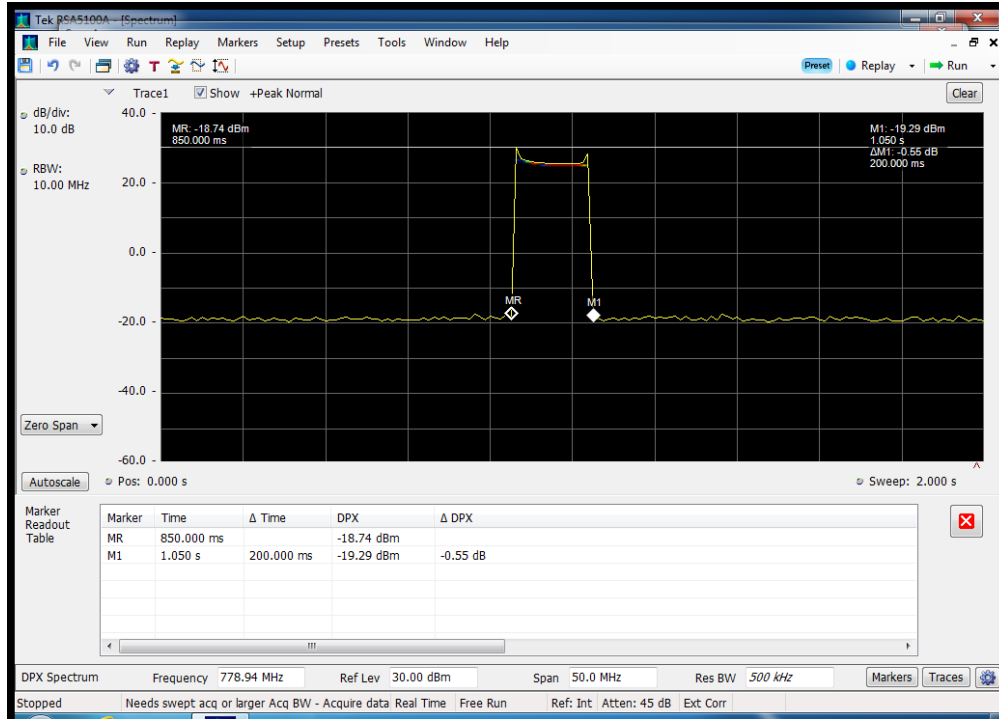 Tek RSA5100A - [Spectrum]
File View Run Replay Markers Setup Presets Tools Window Help
T Preset Replay Run
Trace1 Show +Peak Normal Clear
dB/div:
10.0 dB
RBW:
10.00 MHz
40.0 -
20.0 -
0.0 -
-20.0 -
-40.0 -
-60.0 -
MR: -18.74 dBm
850.000 ms
M1: -19.29 dBm
1.050 s
ΔM1: -0.55 dB
200.000 ms
MR
M1
Zero Span
Autoscale Pos: 0.000 s Sweep: 2.000 s
Marker
Readout
Table
Marker Time Δ Time DPX Δ DPX
MR 850.000 ms -18.74 dBm
M1 1.050 s 200.000 ms -19.29 dBm -0.55 dB
DPX Spectrum Frequency 778.94 MHz Ref Lev 30.00 dBm Span 50.0 MHz Res BW 500 kHz Markers Traces
Stopped Needs swept acq or larger Acq BW - Acquire data Real Time Free Run Ref: Int Atten: 45 dB Ext Corr